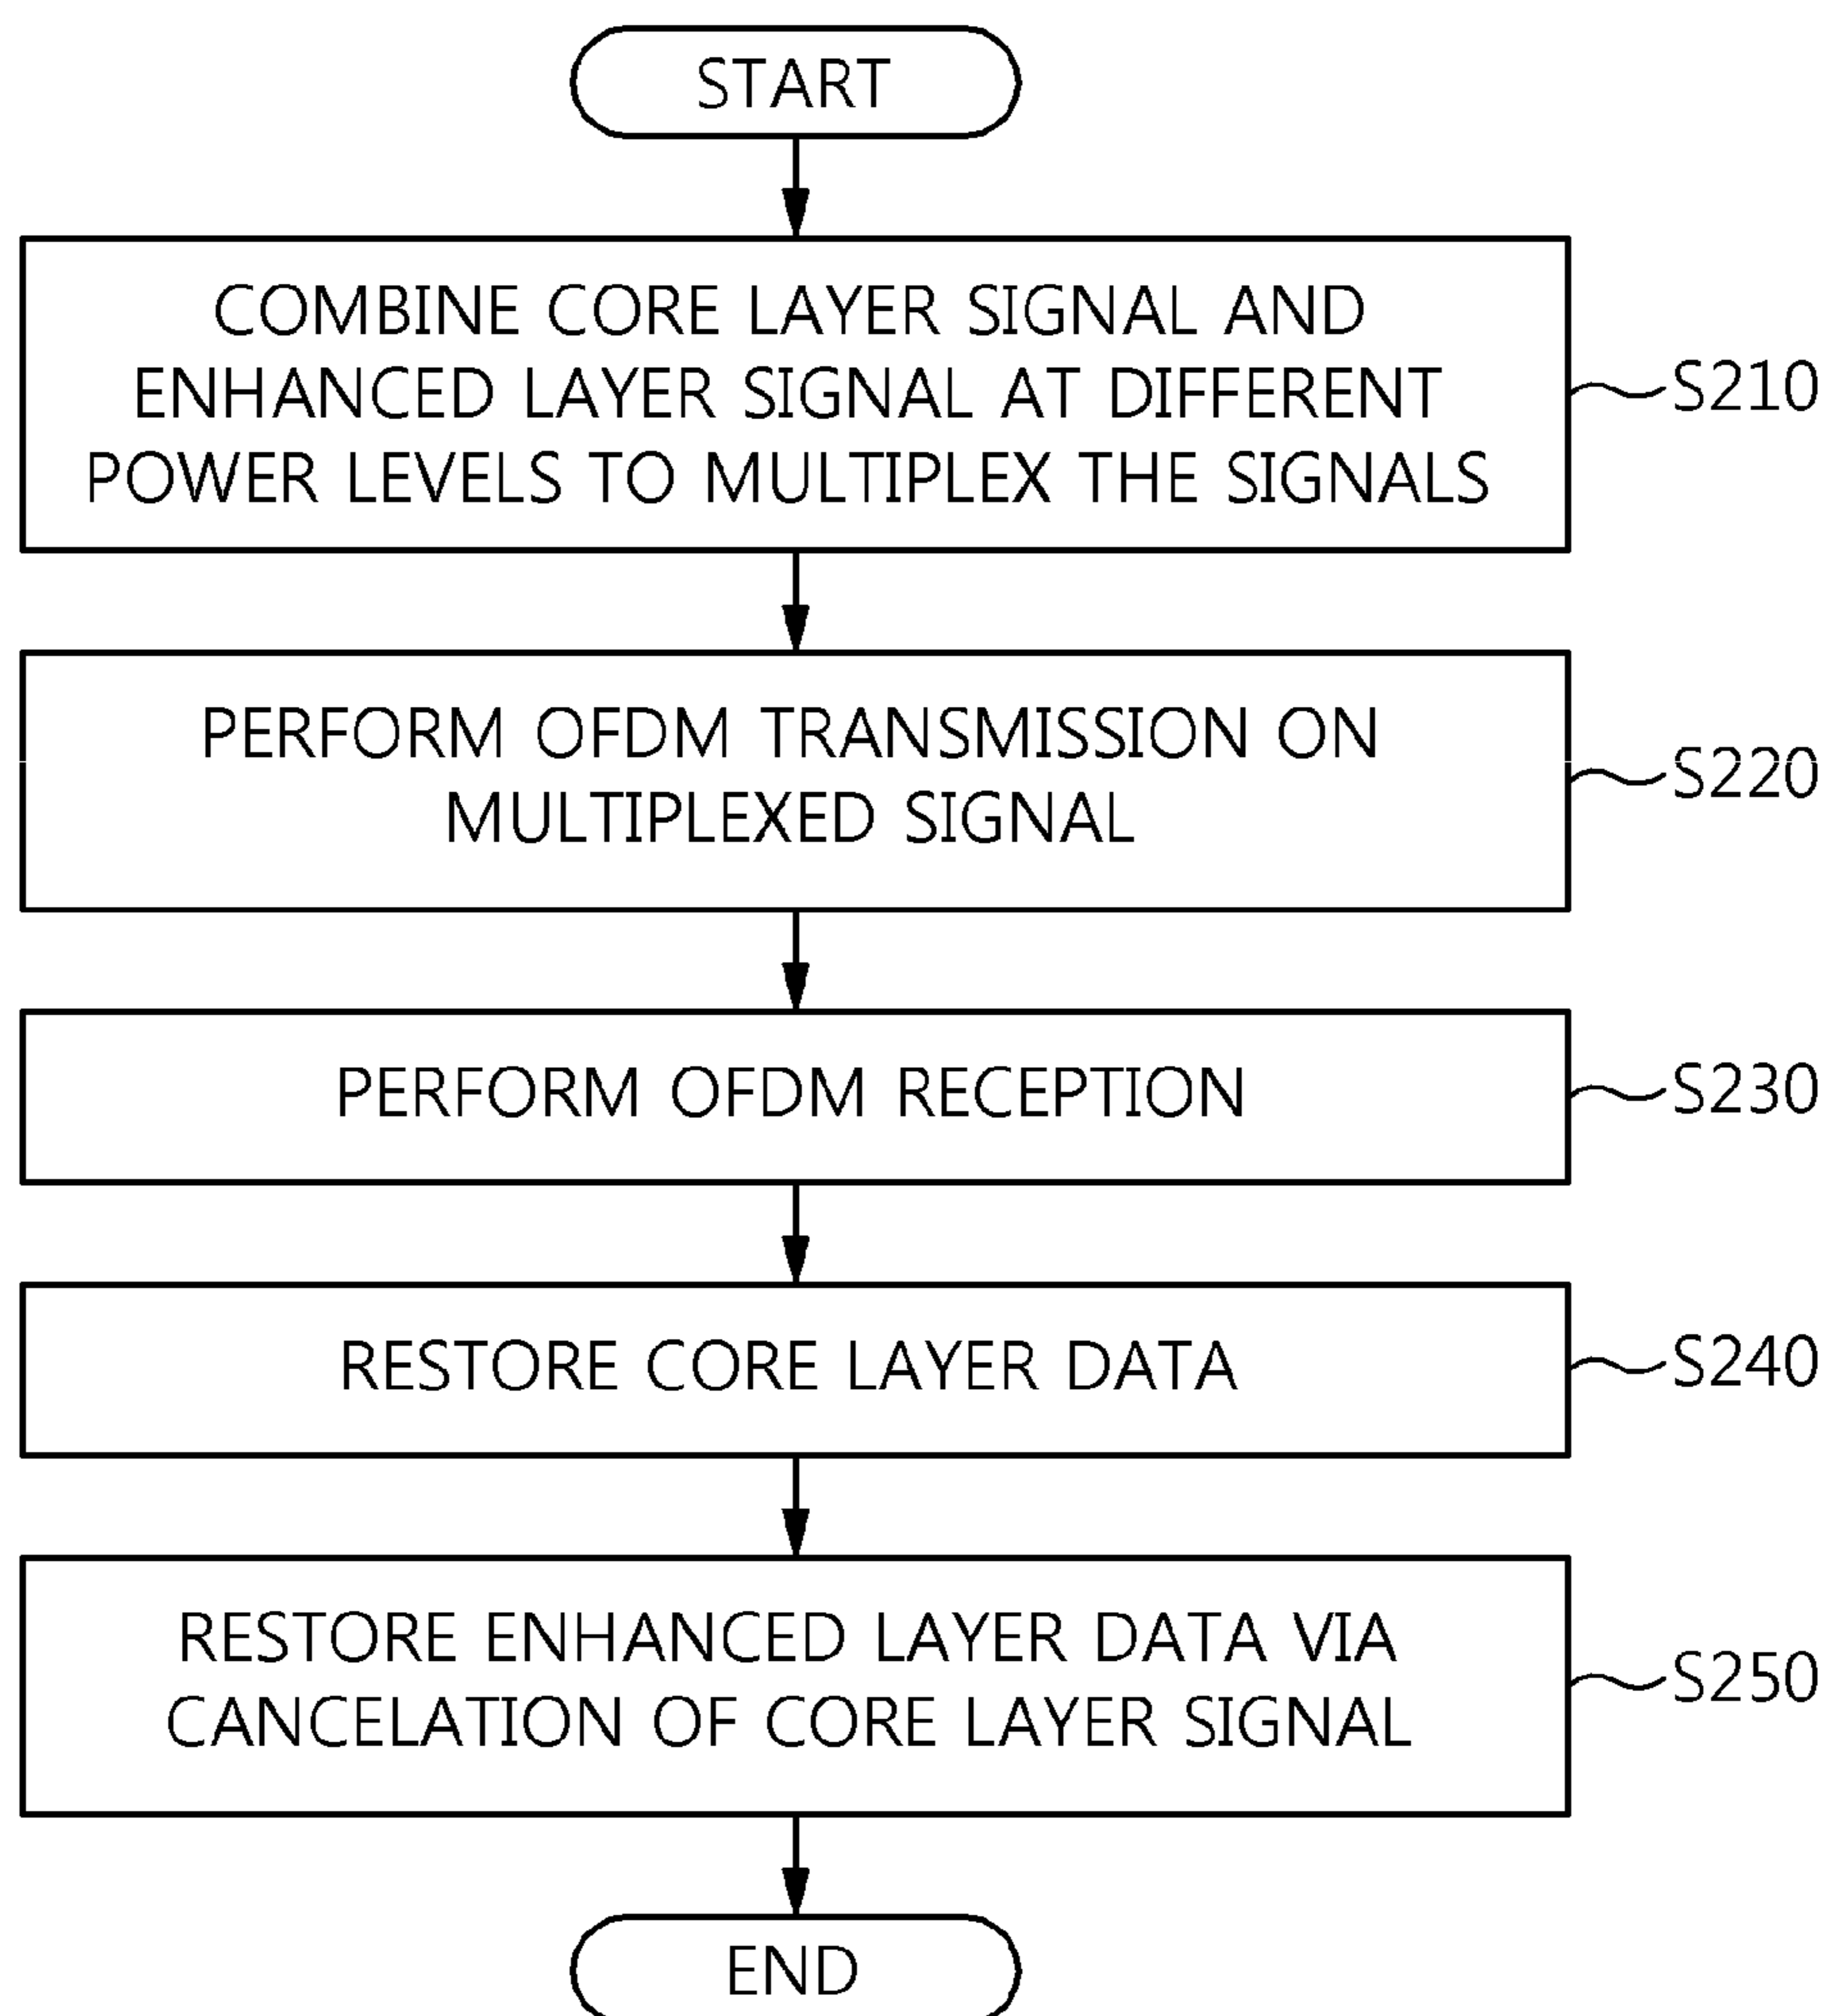 START
COMBINE CORE LAYER SIGNAL AND
ENHANCED LAYER SIGNAL AT DIFFERENT
POWER LEVELS TO MULTIPLEX THE SIGNALS
S210
PERFORM OFDM TRANSMISSION ON
MULTIPLEXED SIGNAL
S220
PERFORM OFDM RECEPTION
S230
RESTORE CORE LAYER DATA
S240
RESTORE ENHANCED LAYER DATA VIA
CANCELATION OF CORE LAYER SIGNAL
S250
END